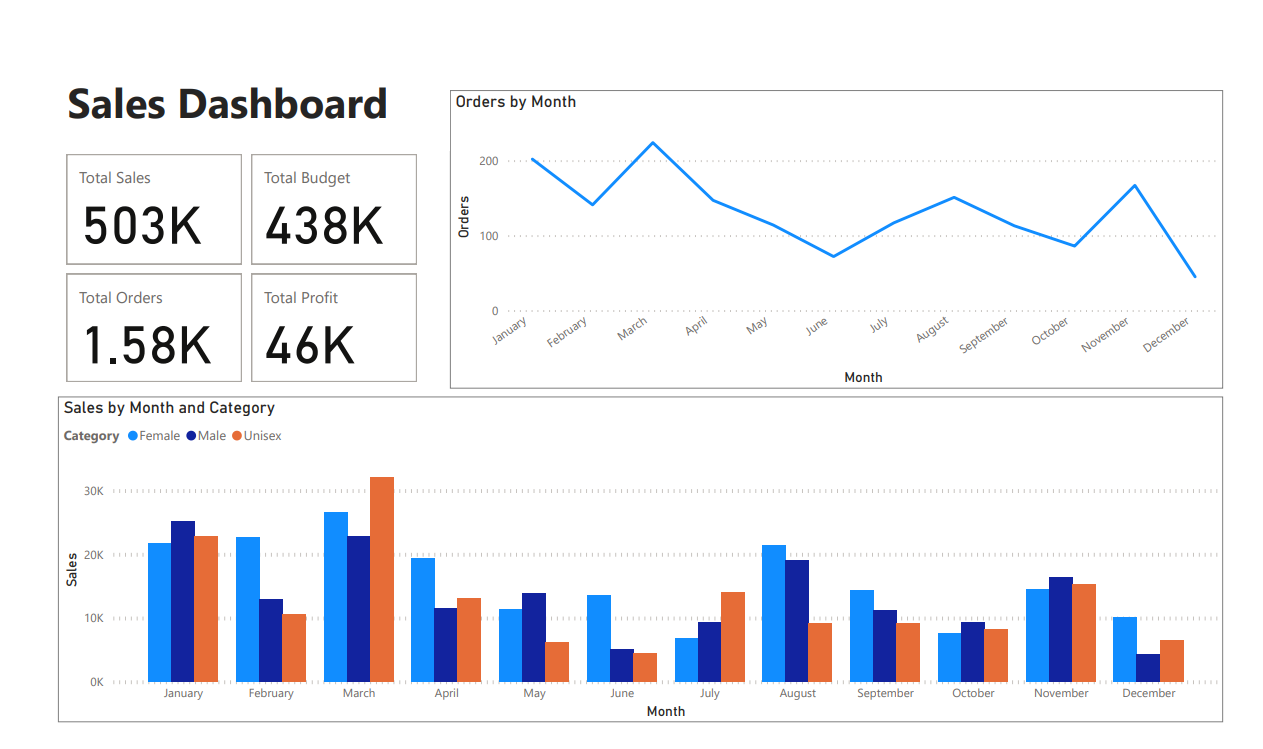 Sales Dashboard
Total Sales
503K
Total Budget
438K
Total Orders
1.58K
Total Profit
46K
Orders by Month
Orders
200
100
0
January February March April May June July August September October November December
Month
Sales by Month and Category
Category Female Male Unisex
Sales
30K
20K
10K
0K
January February March April May June July August September October November December
Month